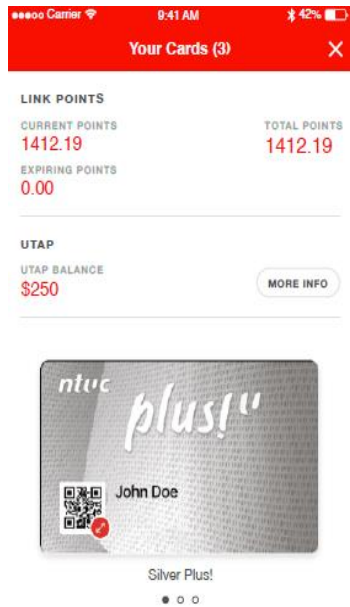 Carrier 9:41 AM 42%
Your Cards (3)
LINK POINTS
CURRENT POINTS TOTAL POINTS
1412.19 1412.19
EXPIRING POINTS
0.00
UTAP
UTAP BALANCE
$250 MORE INFO
ntuc
plus! u
John Doe
Silver Plus!